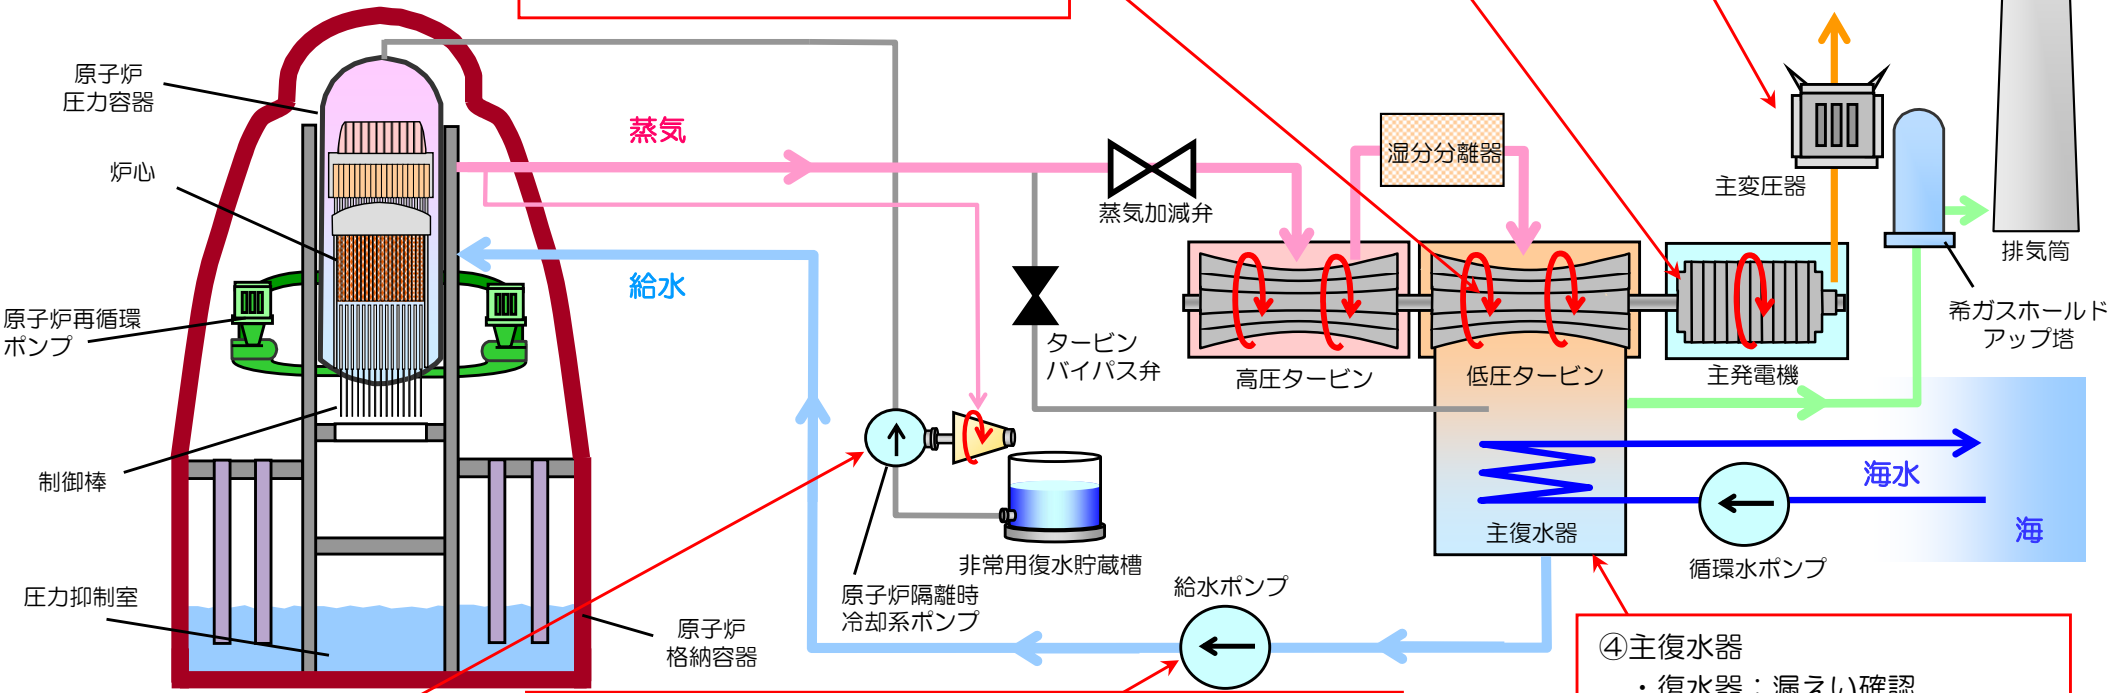 原子炉
圧力容器
炉心
原子炉再循環
ポンプ
制御棒
圧力抑制室
原子炉
格納容器
蒸気
給水
蒸気加減弁
タービン
バイパス弁
湿分分離器
高圧タービン
低圧タービン
主発電機
主変圧器
排気筒
希ガスホールド
アップ塔
海水
海
主復水器
循環水ポンプ
非常用復水貯蔵槽
原子炉隔離時
冷却系ポンプ
給水ポンプ
④主復水器
・復水器：漏えい確認